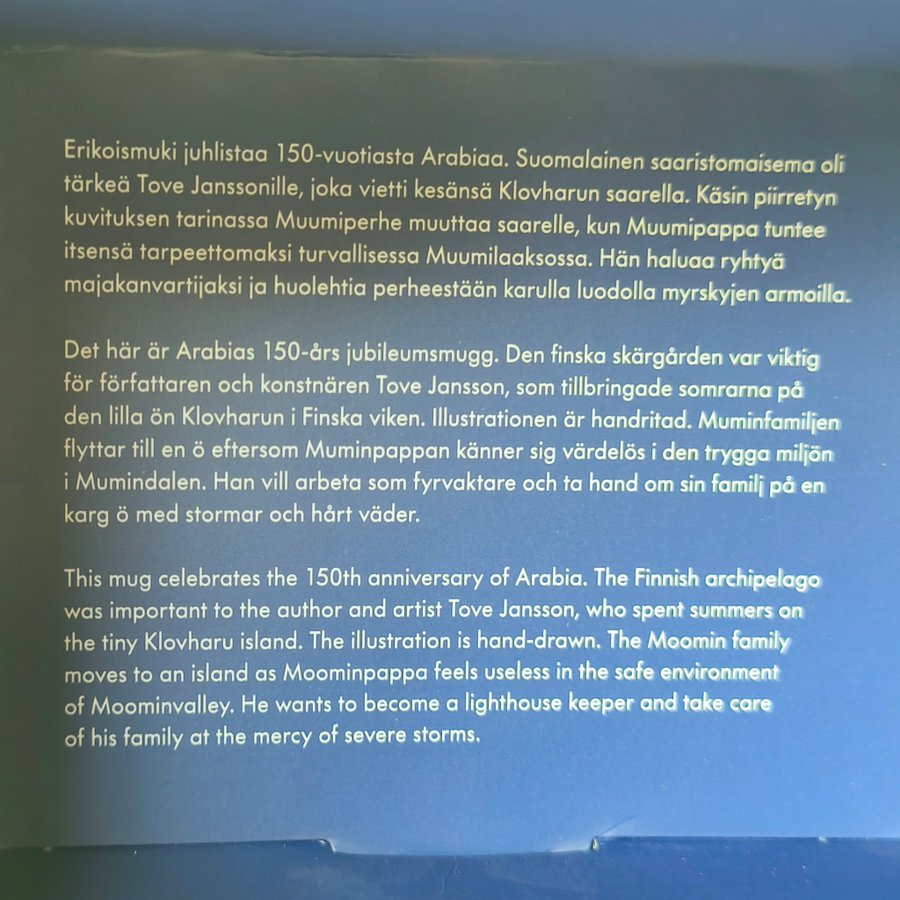 Erikoismuki juhlistaa 150-vuotiasta Arabiaa. Suomalainen saaristomaisema oli
tärkeä Tove Janssonille, joka vietti kesänsä Klovharun saarella. Käsin piirretyn
kuvituksen tarinassa Muumiperhe muuttaa saarelle, kun Muumipappa tuntee
itsensä tarpeettomaksi turvallisessa Muumilaaksossa. Hän haluaa ryhtyä
majakanvartijaksi ja huolehtia perheestään karulla luodolla myrskyjen armoilla.
Det här är Arabias 150-års jubileumsmugg. Den finska skärgården var viktig
för författaren och konstnären Tove Jansson, som tillbringade somrarna på
den lilla ön Klovharun i Finska viken. Illustrationen är handritad. Muminfamiljen
flyttar till en ö eftersom Muminpappan känner sig värdelös i den trygga miljön
i Mumindalen. Han vill arbeta som fyrvaktare och ta hand om sin familj på en
karg ö med stormar och hårt väder.
This mug celebrates the 150th anniversary of Arabia. The Finnish archipelago
was important to the author and artist Tove Jansson, who spent summers on
the tiny Klovharu island. The illustration is hand-drawn. The Moomin family
moves to an island as Moominpappa feels useless in the safe environment
of Moominvalley. He wants to become a lighthouse keeper and take care
of his family at the mercy of severe storms.